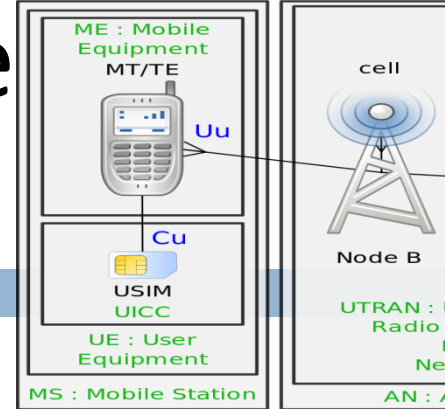 e
ME : Mobile
Equipment
MT/TE
Uu
Cu
USIM
UICC
UE : User
Equipment
MS : Mobile Station
cell
Node B
UTRAN :
Radio
Ne
AN :